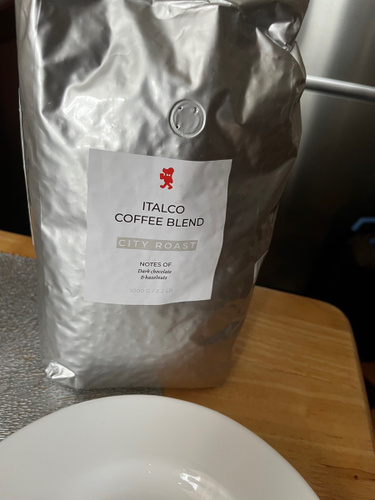 ITALCO
COFFEE BLEND
CITY ROAST
NOTES OF
Dark chocolate
& hazelnuts